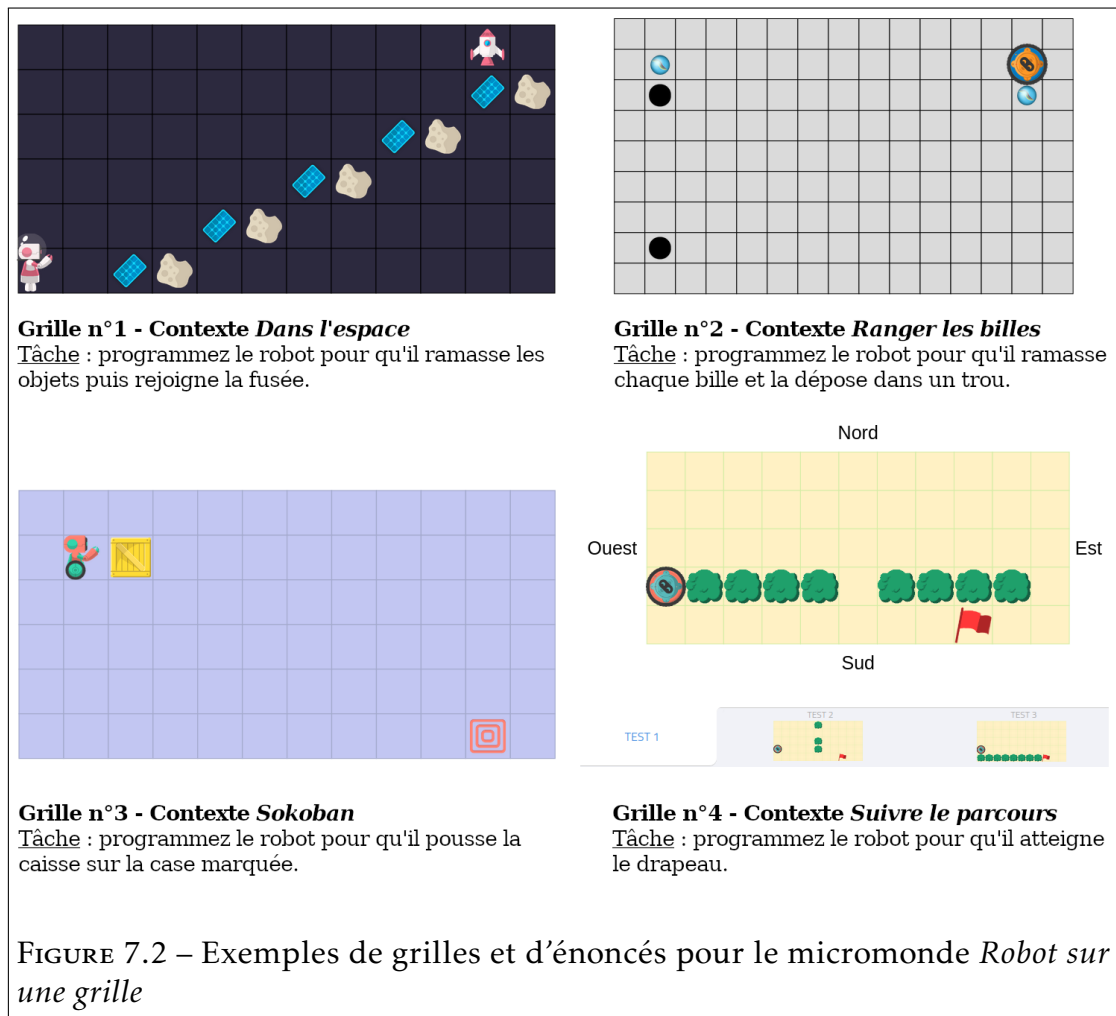 Grille n°1 - Contexte Dans l'espace
Tâche : programmez le robot pour qu'il ramasse les
objets puis rejoigne la fusée.
Grille n°2 - Contexte Ranger les billes
Tâche : programmez le robot pour qu'il ramasse
chaque bille et la dépose dans un trou.
Nord
Ouest
Est
Sud
TEST 1
TEST 2
TEST 3
Grille n°3 - Contexte Sokoban
Tâche : programmez le robot pour qu'il pousse la
caisse sur la case marquée.
Grille n°4 - Contexte Suivre le parcours
Tâche : programmez le robot pour qu'il atteigne
le drapeau.
FIGURE 7.2 – Exemples de grilles et d'énoncés pour le micromonde Robot sur
une grille